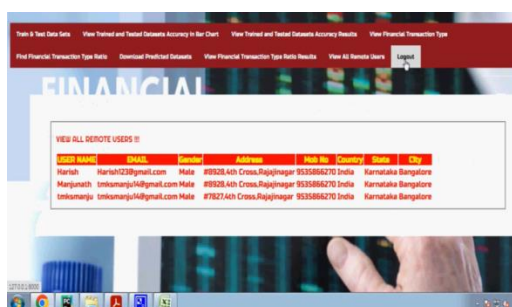 Train & Test Data Sets View Trained and Tested Datasets Accuracy in Bar Chart View Trained and Tested Datasets Accuracy Results View Financial Transaction Type
Find Financial Transaction Type Ratio Download Predicted Datasets View Financial Transaction Type Ratio Results View All Remote Users Logout
FINANCIAL
VIEW ALL REMOTE USERS !!!
USER NAME EMAIL Gender Address Mob No Country State City
Harish Harish123@gmail.com Male #8928,4th Cross,Rajajinagar 9535866270 India Karnataka Bangalore
Manjunath tmksmanju14@gmail.com Male #8928,4th Cross,Rajajinagar 9535866270 India Karnataka Bangalore
tmksmanju tmksmanju14@gmail.com Male #7827,4th Cross,Rajajinagar 9535866270 India Karnataka Bangalore
127.0.0.1:8000